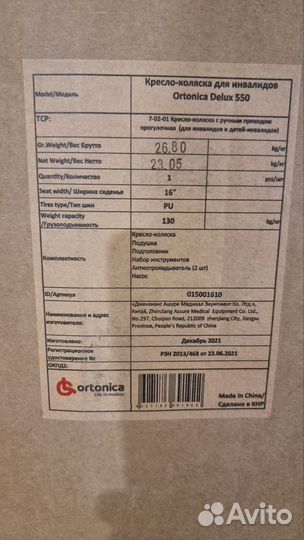 Model/Модель
Кресло-коляска для инвалидов
Ortonica Delux 550
ТСР:
7-02-01 Кресло-коляска с ручным приводом
прогулочная (для инвалидов и детей-инвалидов)
Gr.Weight/Вес Брутто 26.80 kg/кг
Net Weight/Вес Нетто 23.05 kg/кг
Quantity/Количество 1 pcs/шт
Seat width/ Ширина сиденья 16"
Tires type/Тип шин PU
Weight capacity
/Грузоподъемность
130 kg/кг
Комплектность
Кресло-коляска
Подушка
Подголовник
Набор инструментов
Антиопрокидыватель (2 шт)
Насос
ID/Артикул 015001610
Наименование и адрес
изготовителя:
«Дженджианг Ашуре Медикал Экуипмент Ко. Лтд.»,
Китай, Zhenjiang Assure Medical Equipment Co., Ltd.,
No.297, Chuqiao Road, 212009 zhenjiang City, Jiangsu
Province, People's Republic of China
Изготовлено: Декабрь 2021
Регистрационное
удостоверение №
РЗН 2013/468 от 23.06.2021
ОКПД2:
ortonica
Life in motion
Made in China/
Сделано в КНР
Avito